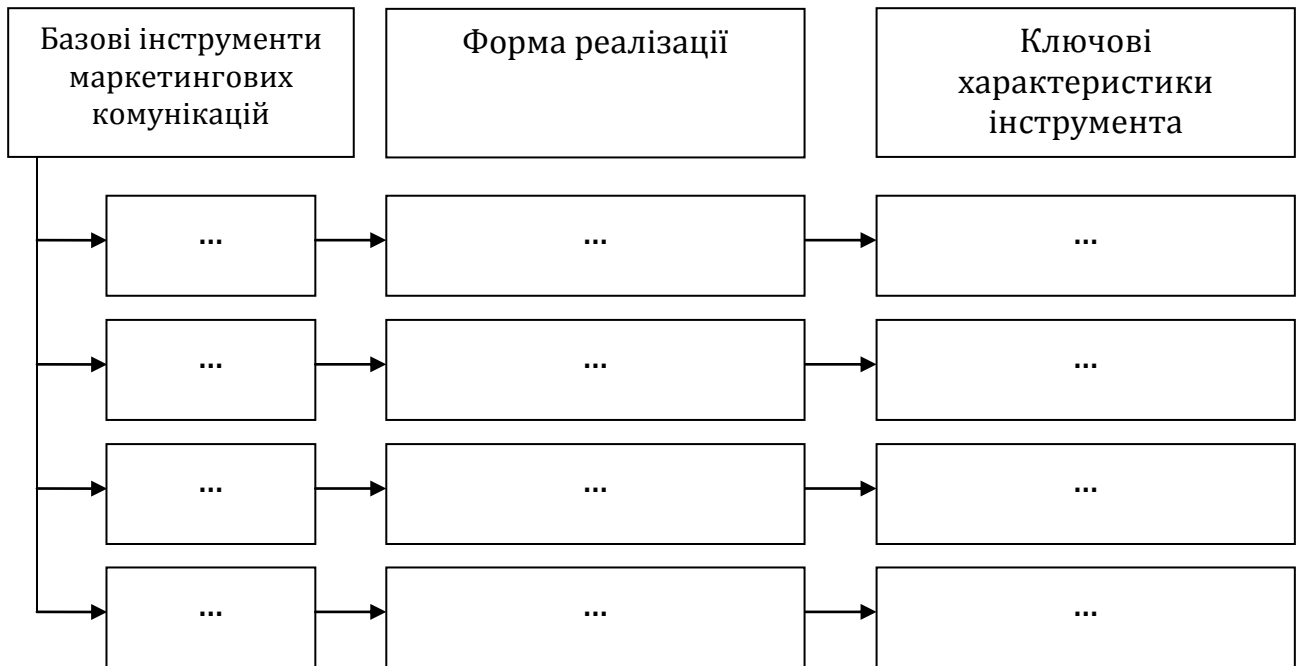 Базові інструменти
маркетингових
комунікацій
Форма реалізації
Ключові
характеристики
інструмента
... ... ...
... ... ...
... ... ...
... ... ...